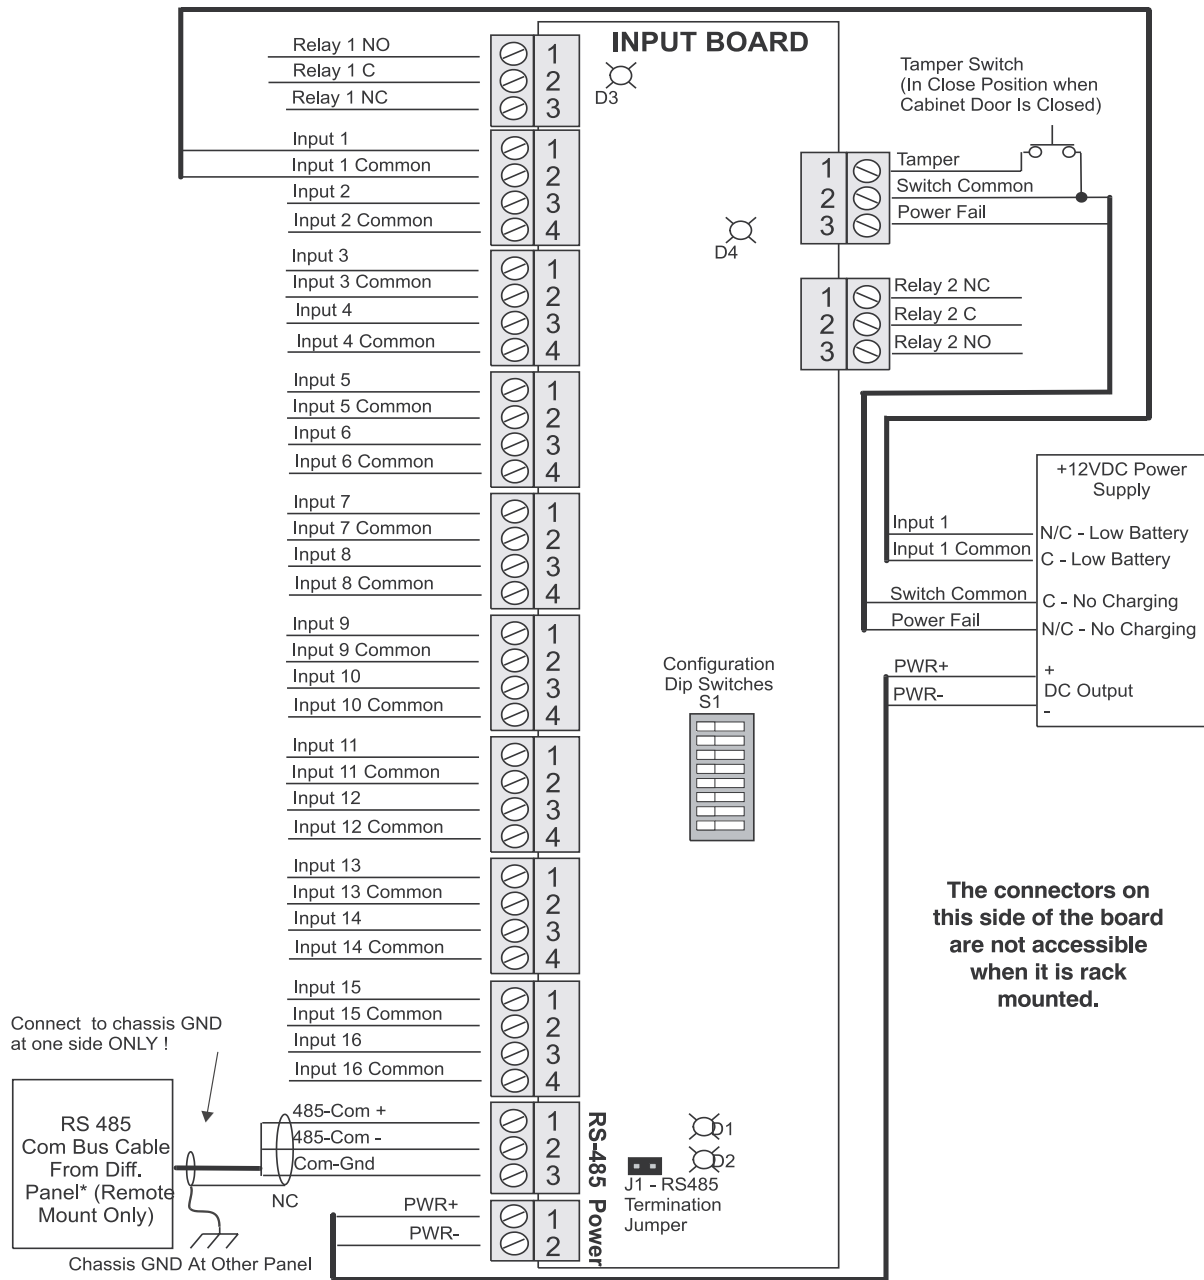 INPUT BOARD
Relay 1 NO
Relay 1 C
Relay 1 NC
1
2
3
D3
Input 1
Input 1 Common
Input 2
Input 2 Common
1
2
3
4
Input 3
Input 3 Common
Input 4
Input 4 Common
1
2
3
4
Input 5
Input 5 Common
Input 6
Input 6 Common
1
2
3
4
Input 7
Input 7 Common
Input 8
Input 8 Common
1
2
3
4
Input 9
Input 9 Common
Input 10
Input 10 Common
1
2
3
4
Input 11
Input 11 Common
Input 12
Input 12 Common
1
2
3
4
Input 13
Input 13 Common
Input 14
Input 14 Common
1
2
3
4
Input 15
Input 15 Common
Input 16
Input 16 Common
1
2
3
4
Connect to chassis GND
at one side ONLY !
RS 485
Com Bus Cable
From Diff.
Panel* (Remote
Mount Only)
485-Com +
485-Com -
Com-Gnd
NC
1
2
3
RS-485
Chassis GND At Other Panel
PWR+
PWR-
1
2
Power
D1
D2
J1 - RS485
Termination
Jumper
Configuration
Dip Switches
S1
D4
Tamper Switch
(In Close Position when
Cabinet Door Is Closed)
1
2
3
Tamper
Switch Common
Power Fail
1
2
3
Relay 2 NC
Relay 2 C
Relay 2 NO
+12VDC Power
Supply
Input 1
N/C - Low Battery
Input 1 Common
C - Low Battery
Switch Common
C - No Charging
Power Fail
N/C - No Charging
PWR+
+
DC Output
PWR-
-
The connectors on
this side of the board
are not accessible
when it is rack
mounted.